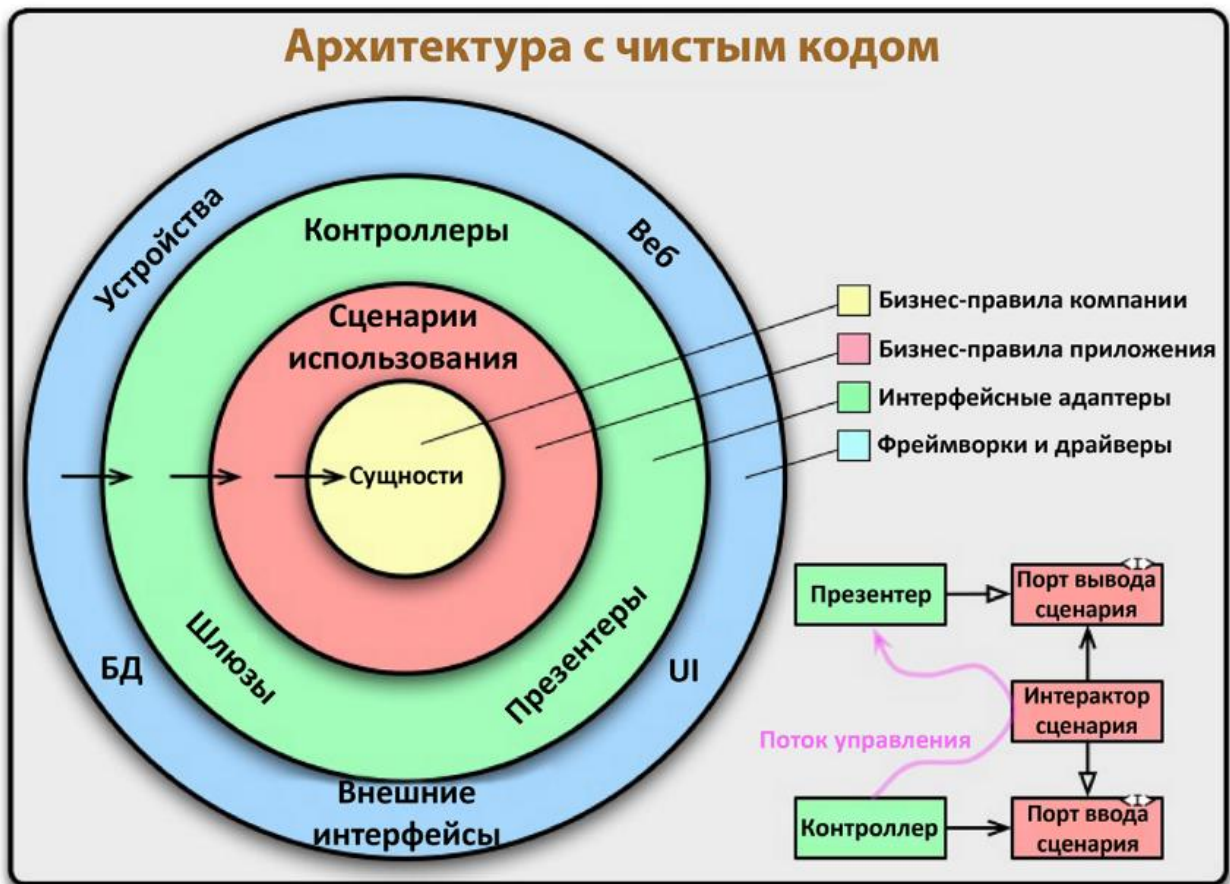 Архитектура с чистым кодом
Устройства
Контроллеры
Веб
Сценарии
использования
Сущности
Шлюзы
Презентеры
БД
UI
Внешние
интерфейсы
Бизнес-правила компании
Бизнес-правила приложения
Интерфейсные адаптеры
Фреймворки и драйверы
Презентер
Порт вывода
сценария
<I>
Интерактор
сценария
Поток управления
Контроллер
Порт ввода
сценария
<I>